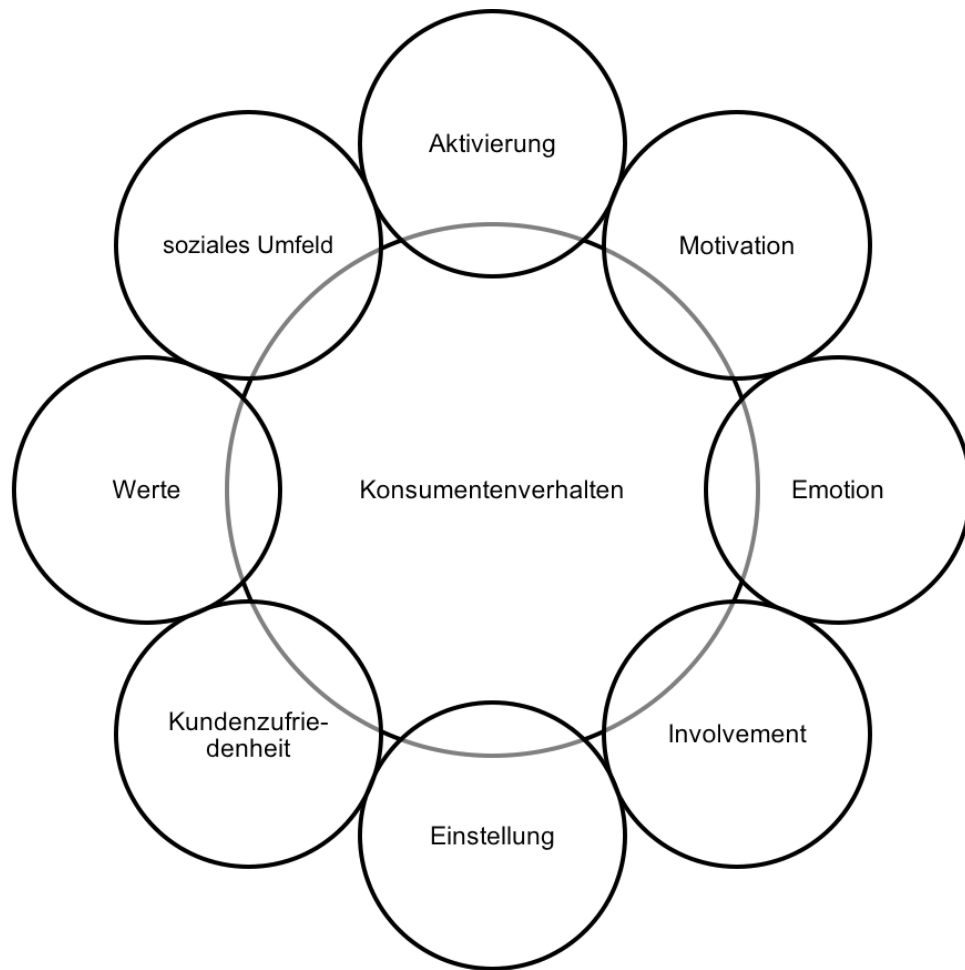 Aktivierung
soziales Umfeld
Motivation
Werte
Konsumentenverhalten
Emotion
Kundenzufrie-
denheit
Involvement
Einstellung